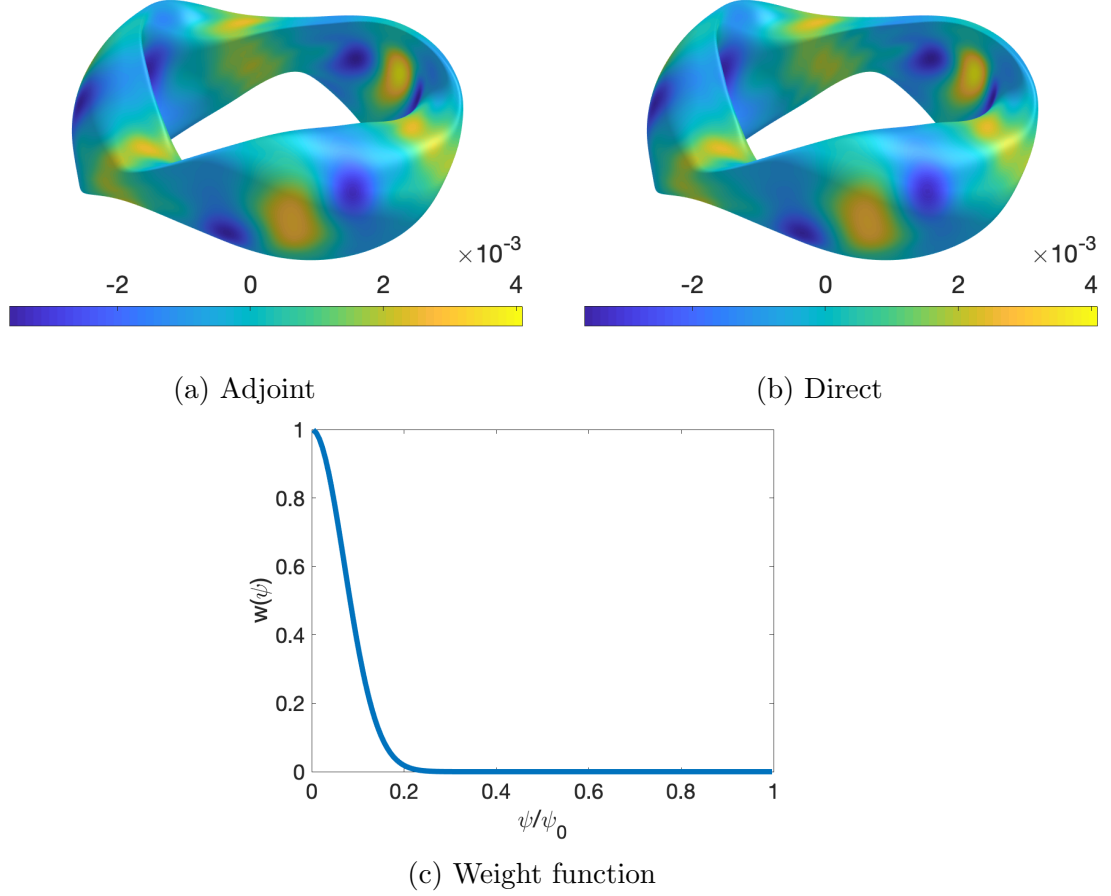 ×10^-3 ×10^-3
-2 0 2 4 -2 0 2 4
(a) Adjoint (b) Direct
1
0.8
0.6
0.4
0.2
0
w(ψ)
0 0.2 0.4 0.6 0.8 1
ψ/ψ_0
(c) Weight function